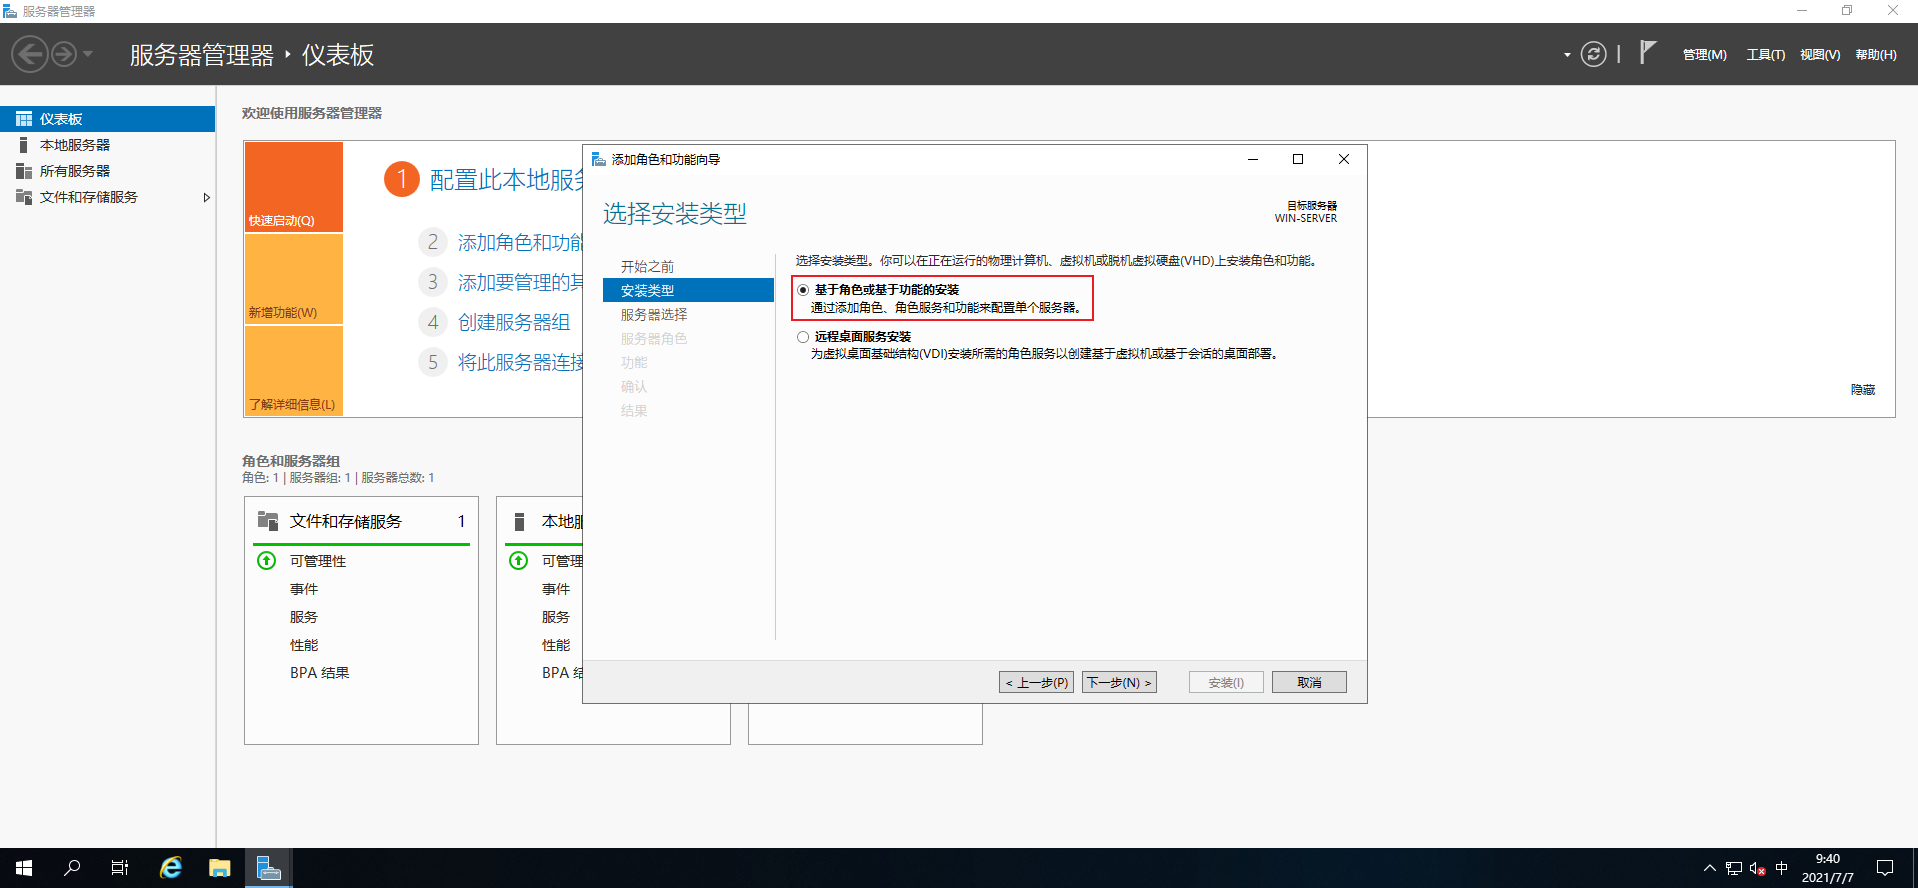 服务器管理器
服务器管理器 ‣ 仪表板
管理(M) 工具(T) 视图(V) 帮助(H)
仪表板
本地服务器
所有服务器
文件和存储服务
欢迎使用服务器管理器
快速启动(Q)
新增功能(W)
了解详细信息(L)
1 配置此本地服务
2 添加角色和功能
3 添加要管理的其
4 创建服务器组
5 将此服务器连接
隐藏
角色和服务器组
角色: 1 | 服务器组: 1 | 服务器总数: 1
文件和存储服务 1
可管理性
事件
服务
性能
BPA 结果
本地服
可管理
事件
服务
性能
BPA 结
添加角色和功能向导
选择安装类型
目标服务器
WIN-SERVER
开始之前
安装类型
服务器选择
服务器角色
功能
确认
结果
选择安装类型。你可以在正在运行的物理计算机、虚拟机或脱机虚拟硬盘(VHD)上安装角色和功能。
基于角色或基于功能的安装
通过添加角色、角色服务和功能来配置单个服务器。
远程桌面服务安装
为虚拟桌面基础结构(VDI)安装所需的角色服务以创建基于虚拟机或基于会话的桌面部署。
< 上一步(P) 下一步(N) > 安装(I) 取消
中
9:40
2021/7/7